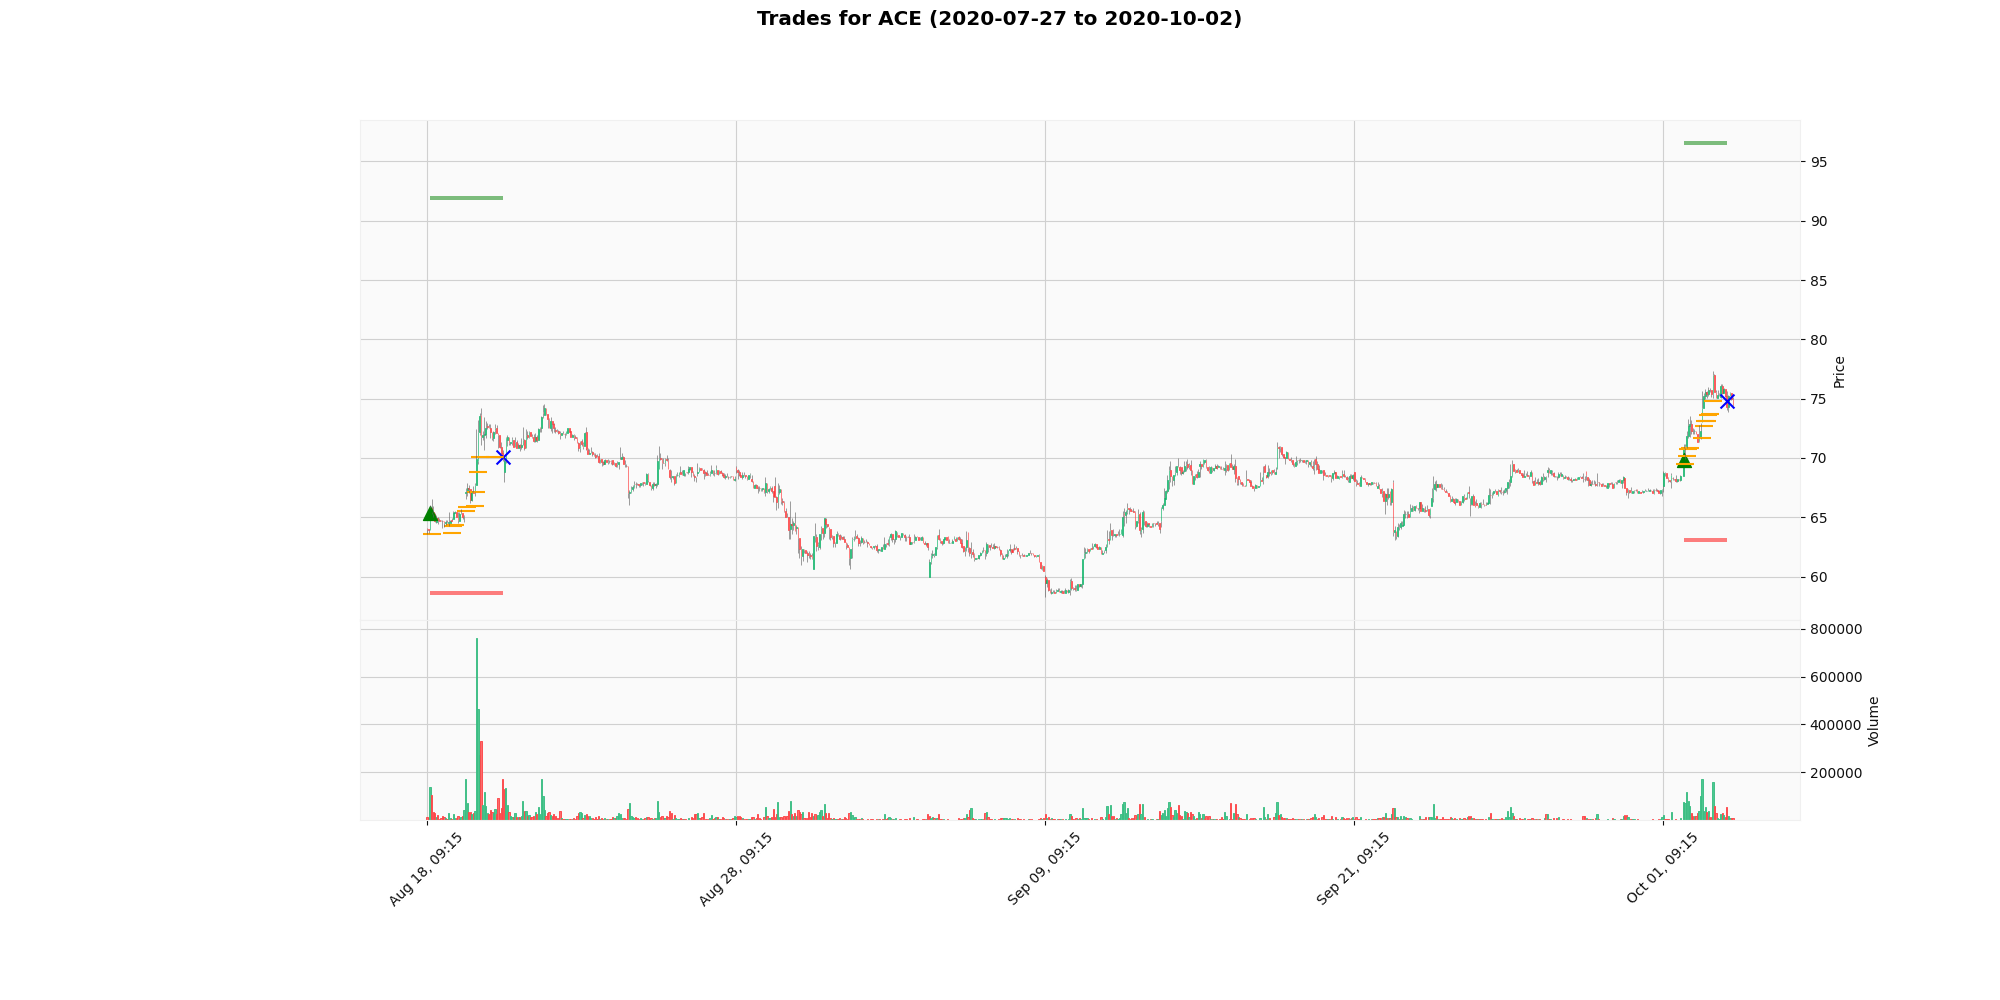 Trades for ACE (2020-07-27 to 2020-10-02)
95
90
85
80
75
70
65
60
Price
800000
600000
400000
200000
Volume
Aug 18, 09:15
Aug 28, 09:15
Sep 09, 09:15
Sep 21, 09:15
Oct 01, 09:15